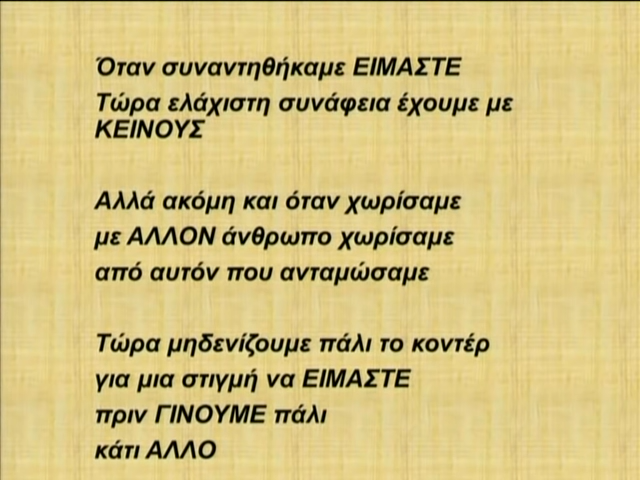 Όταν συναντηθήκαμε ΕΙΜΑΣΤΕ
Τώρα ελάχιστη συνάφεια έχουμε με
ΚΕΙΝΟΥΣ
Αλλά ακόμη και όταν χωρίσαμε
με ΑΛΛΟΝ άνθρωπο χωρίσαμε
από αυτόν που ανταμώσαμε
Τώρα μηδενίζουμε πάλι το κοντέρ
για μια στιγμή να ΕΙΜΑΣΤΕ
πριν ΓΙΝΟΥΜΕ πάλι
κάτι ΑΛΛΟ